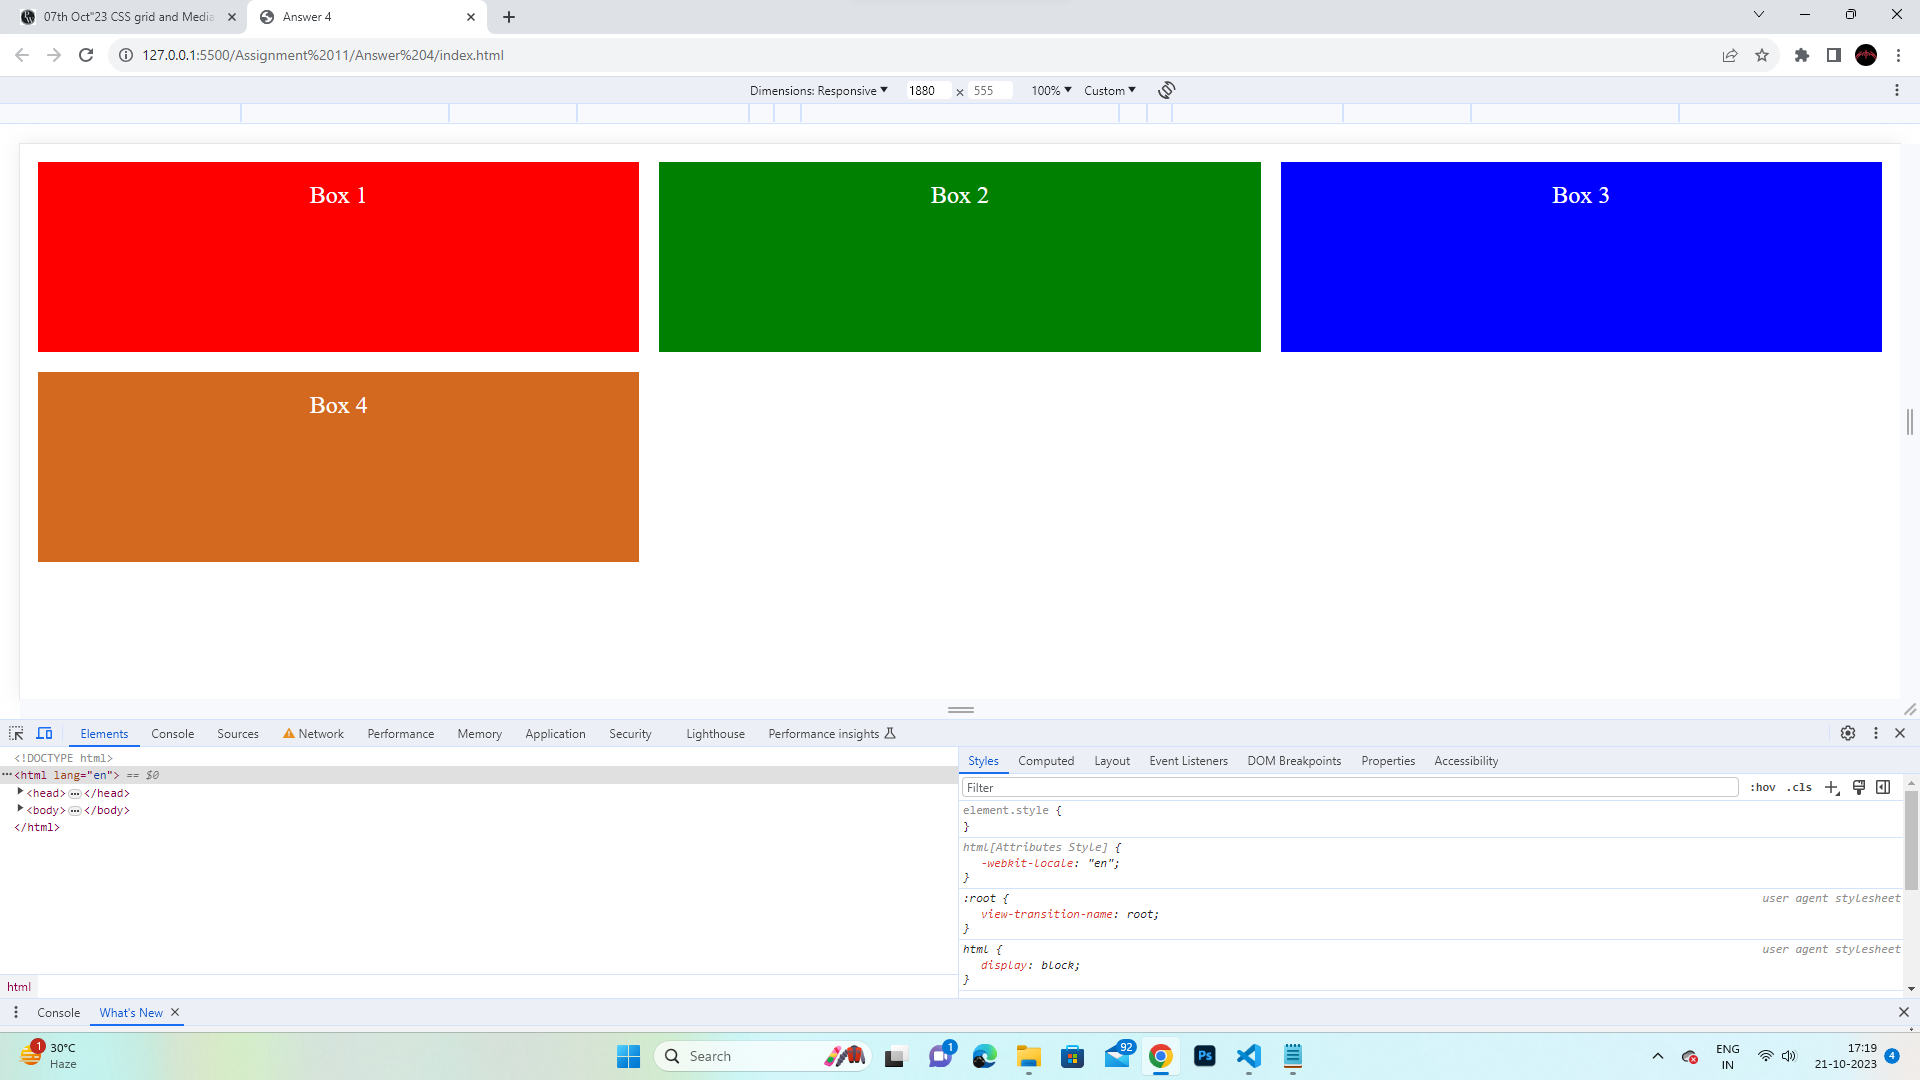 07th Oct"23 CSS grid and Media
Answer 4
127.0.0.1:5500/Assignment%2011/Answer%204/index.html
Dimensions: Responsive 1880 × 555 100% Custom
Box 1 Box 2 Box 3
Box 4
Elements Console Sources Network Performance Memory Application Security Lighthouse Performance insights
<!DOCTYPE html>
<html lang="en"> == $0
<head> … </head>
<body> … </body>
</html>
html
Styles Computed Layout Event Listeners DOM Breakpoints Properties Accessibility
Filter :hov .cls
element.style {
}
html[Attributes Style] {
-webkit-locale: "en";
}
:root { user agent stylesheet
view-transition-name: root;
}
html { user agent stylesheet
display: block;
}
Console What's New
1 30°C
Haze
Search
1
92
Ps
ENG
IN
17:19
21-10-2023
4